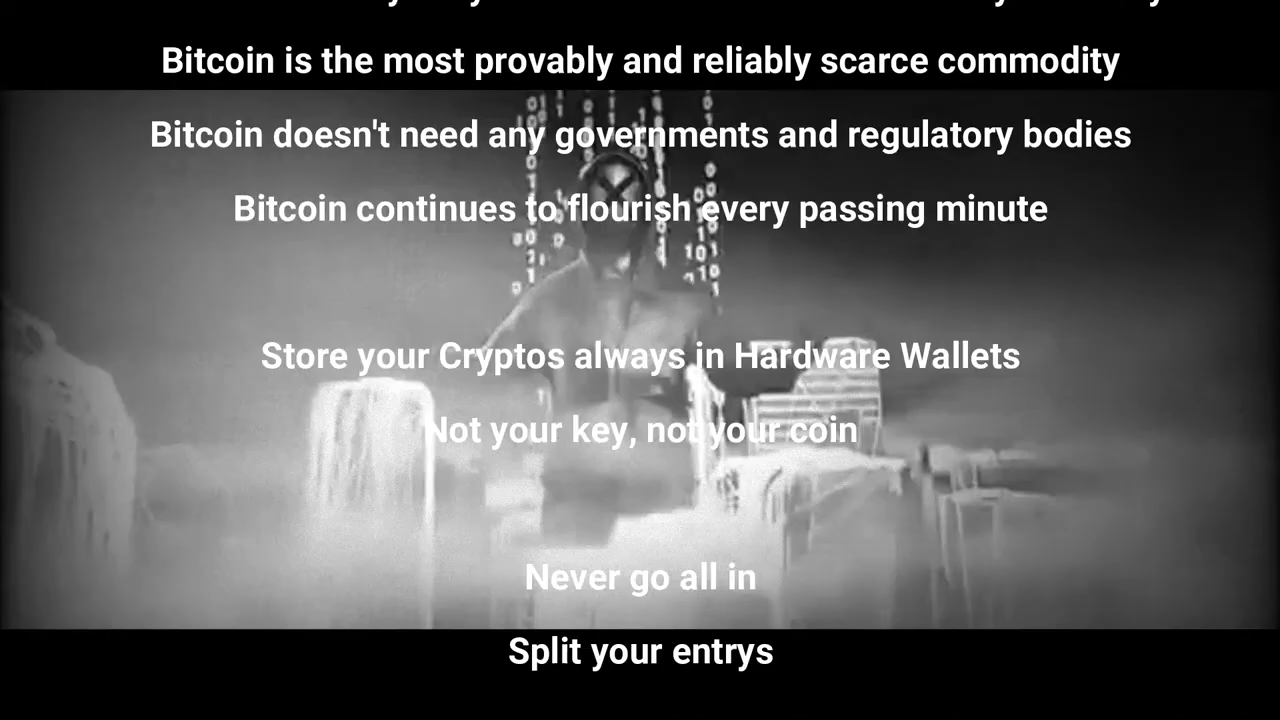 Bitcoin is the most provably and reliably scarce commodity
Bitcoin doesn't need any governments and regulatory bodies
Bitcoin continues to flourish every passing minute
Store your Cryptos always in Hardware Wallets
Not your key, not your coin
Never go all in
Split your entrys